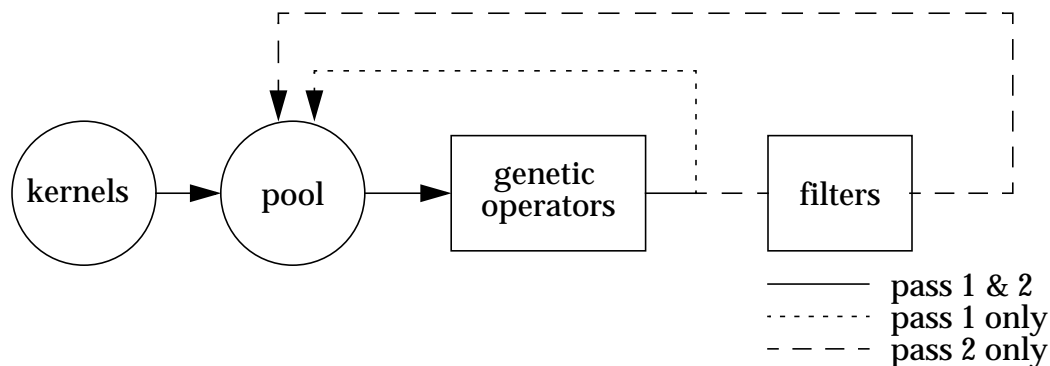 kernels
pool
genetic
operators
filters
pass 1 & 2
pass 1 only
pass 2 only